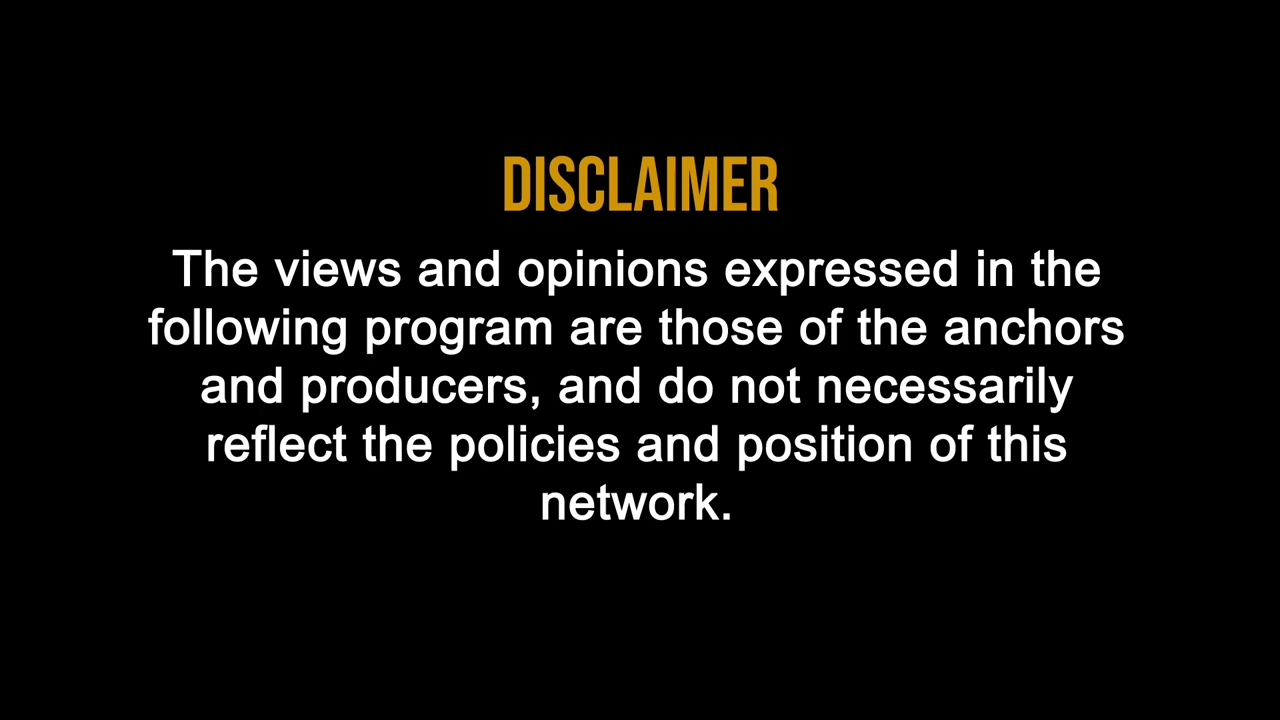 DISCLAIMER
The views and opinions expressed in the
following program are those of the anchors
and producers, and do not necessarily
reflect the policies and position of this
network.